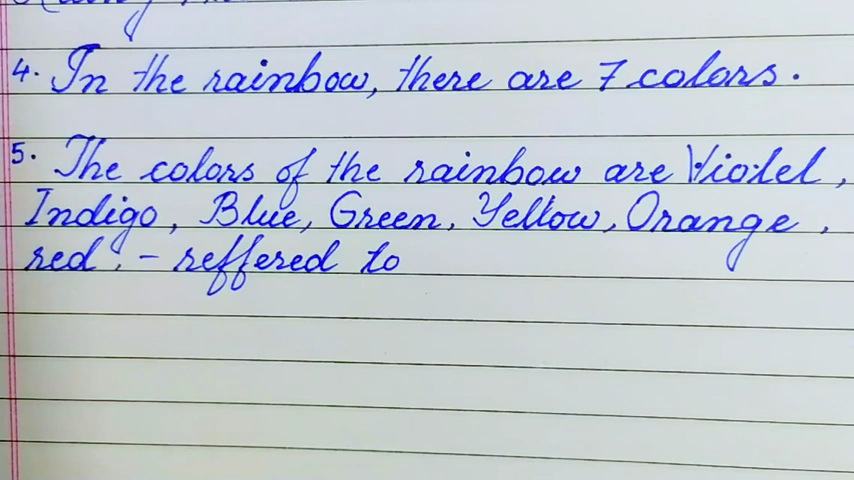 4. In the rainbow, there are 7 colors.
5. The colors of the rainbow are Violel,
Indigo, Blue, Green, Yellow, Orange,
red. - reffered to